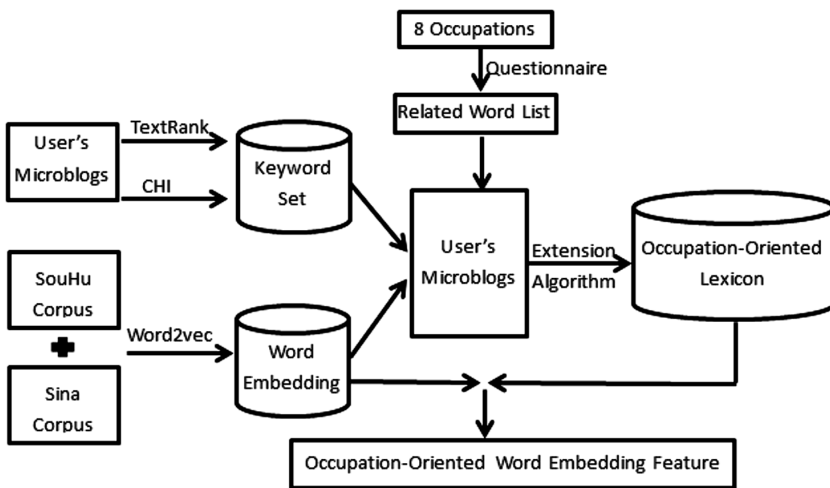 8 Occupations
Questionnaire
Related Word List
User's
Microblogs
TextRank
CHI
Keyword
Set
User's
Microblogs
Extension
Algorithm
Occupation-Oriented
Lexicon
SouHu
Corpus
Sina
Corpus
Word2vec
Word
Embedding
Occupation-Oriented Word Embedding Feature